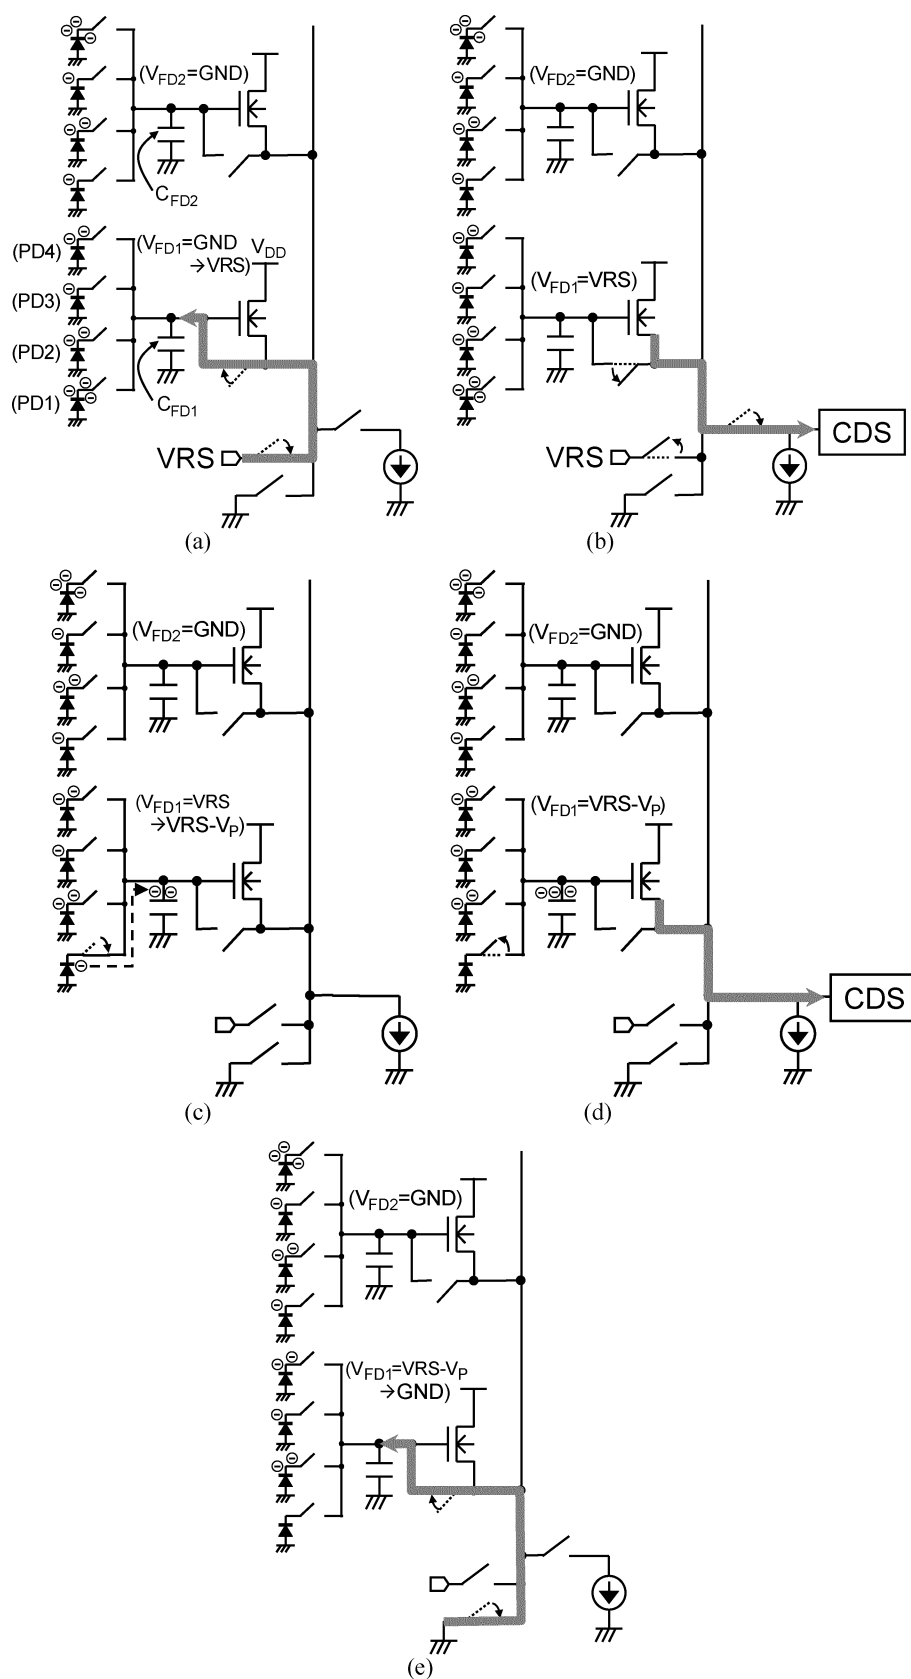 (V_FD2=GND)
C_FD2
(PD4)
(V_FD1=GND
→VRS)
V_DD
(PD3)
(PD2)
(PD1)
C_FD1
VRS
(a)
(V_FD2=GND)
(V_FD1=VRS)
CDS
VRS
(b)
(V_FD2=GND)
(V_FD1=VRS
→VRS-V_P)
(c)
(V_FD2=GND)
(V_FD1=VRS-V_P)
CDS
(d)
(V_FD2=GND)
(V_FD1=VRS-V_P
→GND)
(e)